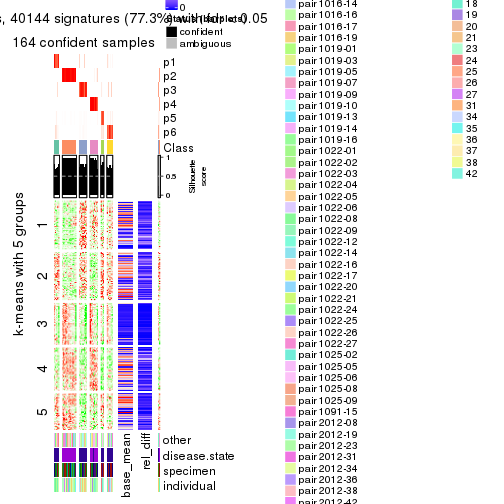 0
, 40144 signatures (77.3%) with fdr < 0.05
confident
164 confident samples
ambiguous
p1
p2
p3
p4
p5
p6
Class
1
0.5
0
Silhouette
score
k-means with 5 groups
1
2
3
4
5
base_mean
rel_diff
other
disease.state
specimen
individual
pair1016-14
pair1016-16
pair1016-17
pair1016-19
pair1019-01
pair1019-03
pair1019-05
pair1019-07
pair1019-09
pair1019-10
pair1019-13
pair1019-14
pair1019-16
pair1022-01
pair1022-02
pair1022-03
pair1022-04
pair1022-05
pair1022-06
pair1022-08
pair1022-09
pair1022-12
pair1022-14
pair1022-16
pair1022-17
pair1022-20
pair1022-21
pair1022-24
pair1022-25
pair1022-26
pair1022-27
pair1025-02
pair1025-05
pair1025-06
pair1025-08
pair1025-09
pair1091-15
pair2012-08
pair2012-19
pair2012-23
pair2012-31
pair2012-34
pair2012-36
pair2012-38
pair2012-42
18
19
20
21
23
24
25
26
27
31
34
35
36
37
38
42